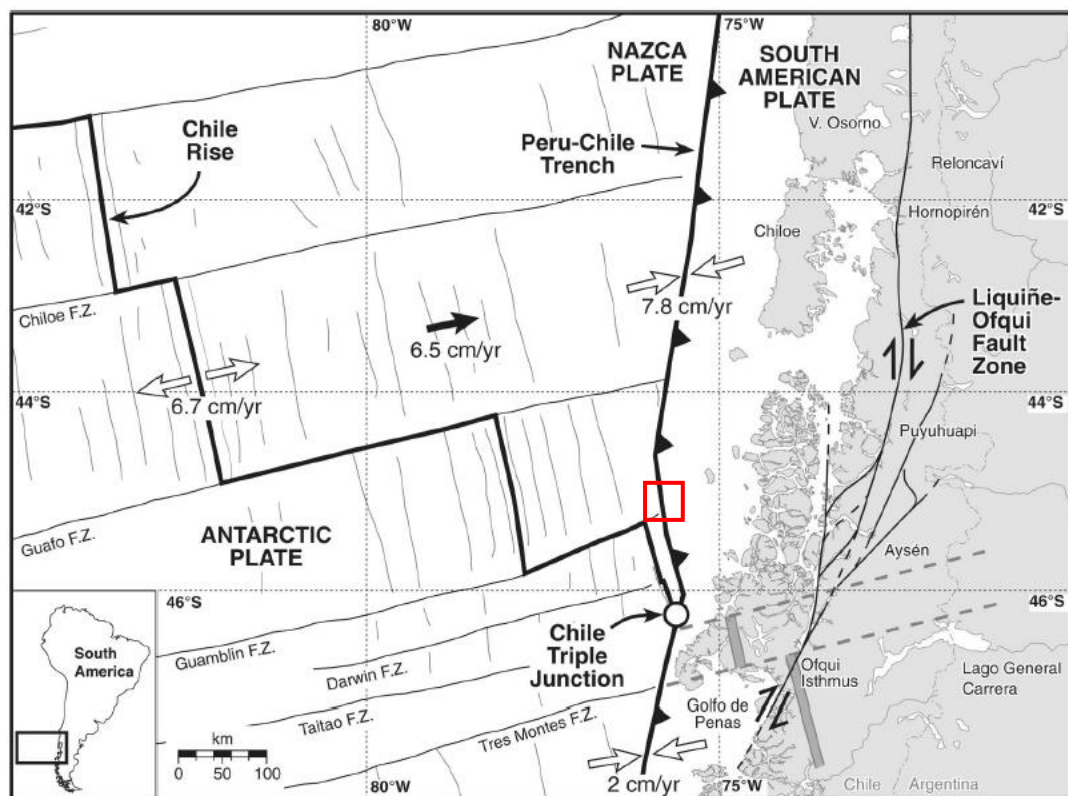 80°W
75°W
NAZCA
PLATE
SOUTH
AMERICAN
PLATE
V. Osorno
Chile
Rise
Peru-Chile
Trench
Reloncaví
42°S
42°S
Hornopirén
Chiloe
Chiloe F.Z.
7.8 cm/yr
Liquiñe-
Ofqui
Fault
Zone
6.5 cm/yr
6.7 cm/yr
44°S
44°S
Puyuhuapi
Guafo F.Z.
ANTARCTIC
PLATE
Aysén
46°S
46°S
South
America
Guamblin F.Z.
Darwin F.Z.
Chile
Triple
Junction
Ofqui
Isthmus
Lago General
Carrera
Taitao F.Z.
Golfo de
Penas
Tres Montes F.Z.
km
0 50 100
80°W
2 cm/yr
75°W
Chile
Argentina